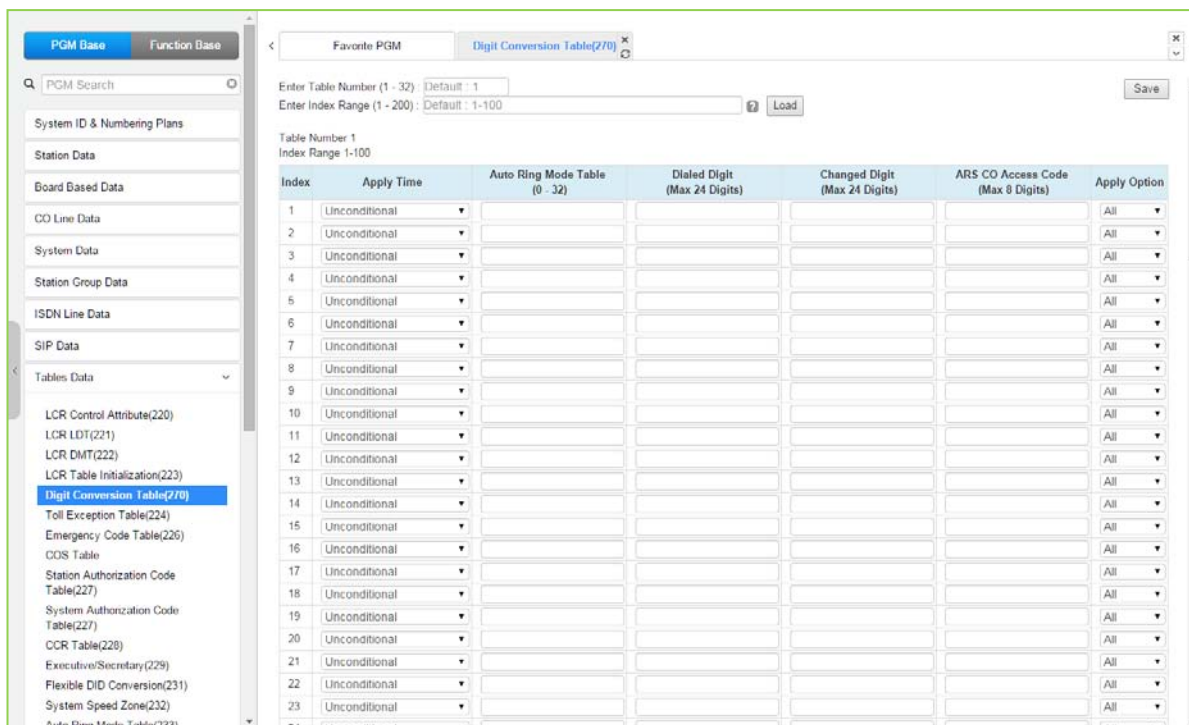 PGM Base Function Base
PGM Search
System ID & Numbering Plans
Station Data
Board Based Data
CO Line Data
System Data
Station Group Data
ISDN Line Data
SIP Data
Tables Data
LCR Control Attribute(220)
LCR LDT(221)
LCR DMT(222)
LCR Table Initialization(223)
Digit Conversion Table(270)
Toll Exception Table(224)
Emergency Code Table(226)
COS Table
Station Authorization Code
Table(227)
System Authorization Code
Table(227)
CCR Table(228)
Executive/Secretary(229)
Flexible DID Conversion(231)
System Speed Zone(232)
Auto Ring Mode Table(233)
Favorite PGM Digit Conversion Table(270)
Enter Table Number (1 - 32) : Default : 1
Save
Enter Index Range (1 - 200) : Default : 1-100 Load
Table Number 1
Index Range 1-100
Index Apply Time Auto Ring Mode Table (0 - 32) Dialed Digit (Max 24 Digits) Changed Digit (Max 24 Digits) ARS CO Access Code (Max 8 Digits) Apply Option
1 Unconditional All
2 Unconditional All
3 Unconditional All
4 Unconditional All
5 Unconditional All
6 Unconditional All
7 Unconditional All
8 Unconditional All
9 Unconditional All
10 Unconditional All
11 Unconditional All
12 Unconditional All
13 Unconditional All
14 Unconditional All
15 Unconditional All
16 Unconditional All
17 Unconditional All
18 Unconditional All
19 Unconditional All
20 Unconditional All
21 Unconditional All
22 Unconditional All
23 Unconditional All